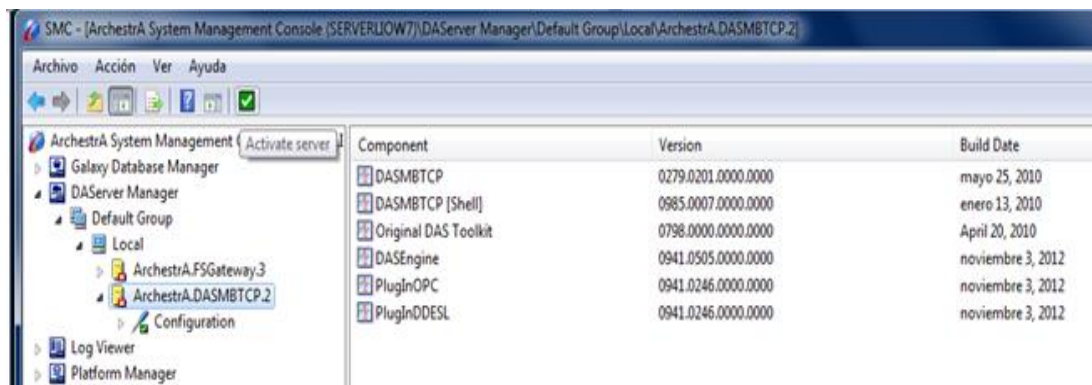 SMC - [ArchestrA System Management Console (SERVERUOW7)\DAServer Manager\Default Group\Local\ArchestrA.DASMBTCP.2]
Archivo Acción Ver Ayuda
ArchestrA System Management
Activate server
Galaxy Database Manager
DAServer Manager
Default Group
Local
ArchestrA.FSGateway.3
ArchestrA.DASMBTCP.2
Configuration
Log Viewer
Platform Manager
Component Version Build Date
DASMBTCP 0279.0201.0000.0000 mayo 25, 2010
DASMBTCP [Shell] 0985.0007.0000.0000 enero 13, 2010
Original DAS Toolkit 0798.0000.0000.0000 April 20, 2010
DASEngine 0941.0505.0000.0000 noviembre 3, 2012
PlugInOPC 0941.0246.0000.0000 noviembre 3, 2012
PlugInDDESL 0941.0246.0000.0000 noviembre 3, 2012